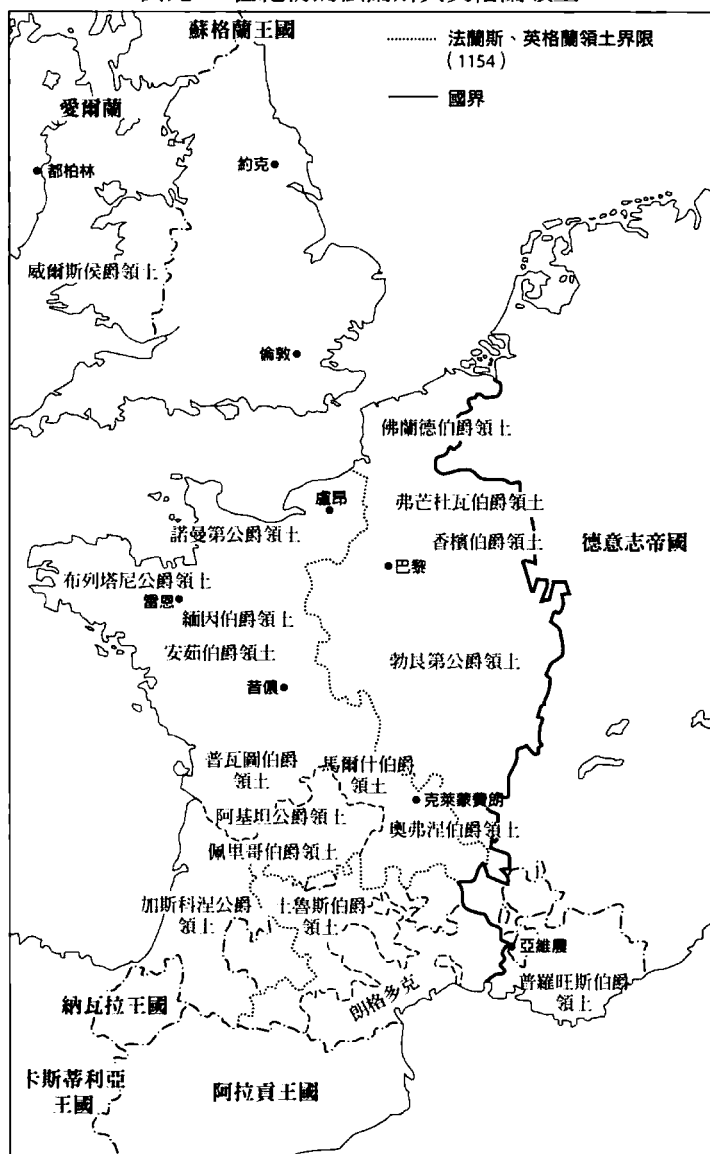 蘇格蘭王國
法蘭斯、英格蘭領土界限
（1154）
國界
愛爾蘭
都柏林
約克
威爾斯侯爵領土
倫敦
佛蘭德伯爵領土
盧昂
弗芒杜瓦伯爵領土
諾曼第公爵領土
香檳伯爵領土
德意志帝國
巴黎
布列塔尼公爵領土
雷恩
緬因伯爵領土
安茹伯爵領土
勃艮第公爵領土
普瓦圖伯爵
領土
馬爾什伯爵
領土
克萊蒙費朗
阿基坦公爵領土
奧弗涅伯爵領土
佩里哥伯爵領土
加斯科涅公爵
領土
土魯斯伯爵
領土
亞維農
普羅旺斯伯爵
領土
朗格多克
納瓦拉王國
卡斯蒂利亞
王國
阿拉貢王國